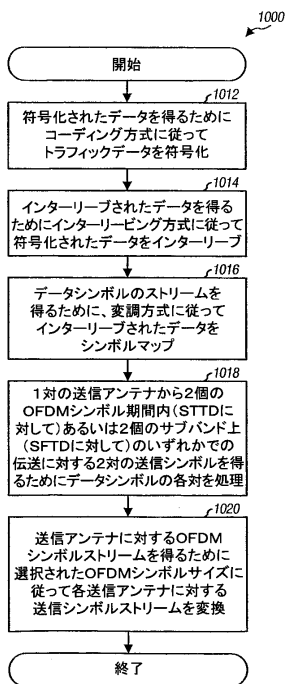 1000
開始
1012
符号化されたデータを得るために
コーディング方式に従って
トラフィックデータを符号化
1014
インターリーブされたデータを得る
ためにインターリービング方式に従って
符号化されたデータをインターリーブ
1016
データシンボルのストリームを
得るために、変調方式に従って
インターリーブされたデータを
シンボルマップ
1018
1対の送信アンテナから2個の
OFDMシンボル期間内(STTDに
対して)あるいは2個のサブバンド上
(SFTDに対して)のいずれかでの
伝送に対する2対の送信シンボルを得
るためにデータシンボルの各対を処理
1020
送信アンテナに対するOFDM
シンボルストリームを得るために
選択されたOFDMシンボルサイズに
従って各送信アンテナに対する
送信シンボルストリームを変換
終了